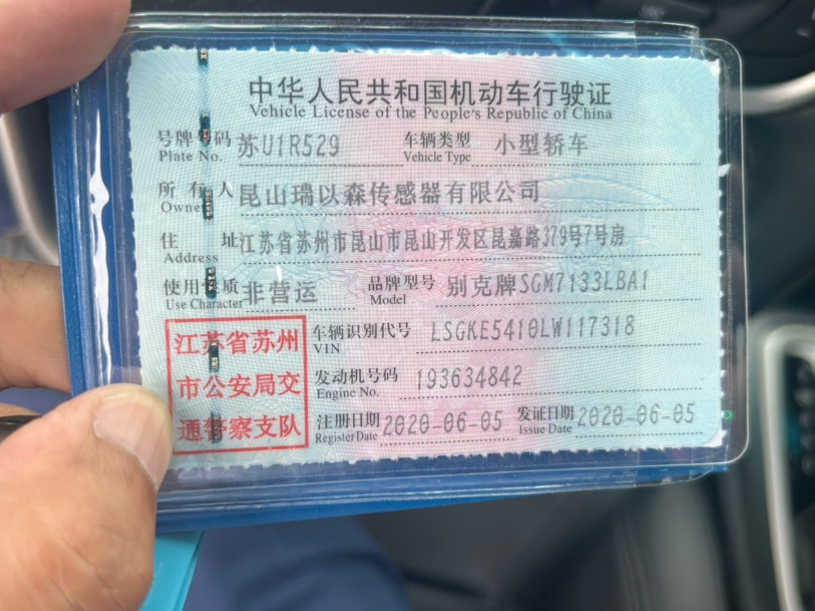 中华人民共和国机动车行驶证
Vehicle License of the People's Republic of China
号牌号码 苏U1R529 车辆类型 小型轿车
Plate No. Vehicle Type
所有人 昆山瑞以森传感器有限公司
Owner
住址 江苏省苏州市昆山市昆山开发区昆嘉路379号7号房
Address
使用性质 非营运 品牌型号 别克牌SGM7133LBA1
Use Character Model
江苏省苏州 车辆识别代号 LSGKE5410LW117318
VIN
市公安局交 发动机号码 193634842
Engine No.
通警察支队 注册日期 2020-06-05 发证日期 2020-06-05
Register Date Issue Date